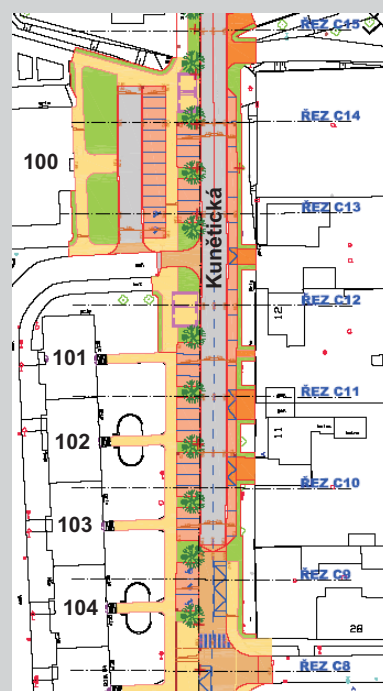 ŘEZ C15
ŘEZ C14
100
Kunětická
ŘEZ C13
ŘEZ C12
12
101
ŘEZ C11
102
11
ŘEZ C10
103
ŘEZ C9
104
28
ŘEZ C8